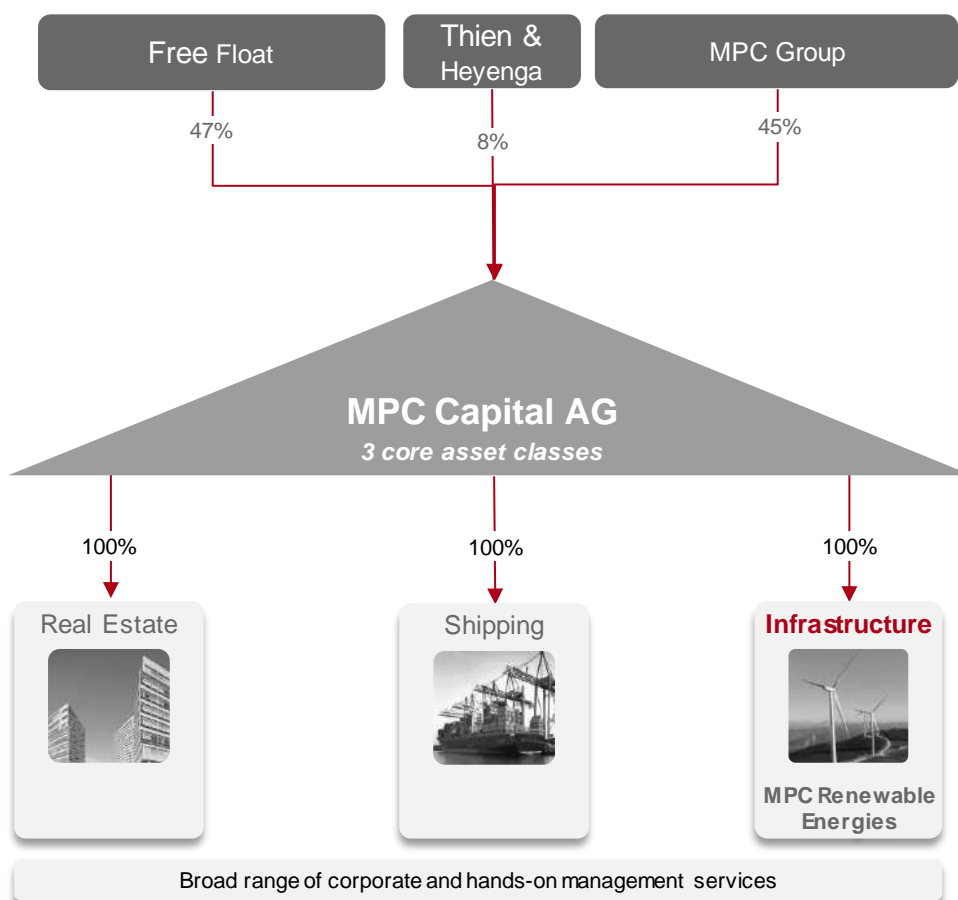 Free Float
Thien &
Heyenga
MPC Group
47%
8%
45%
MPC Capital AG
3 core asset classes
100%
100%
100%
Real Estate
Shipping
Infrastructure
MPC Renewable
Energies
Broad range of corporate and hands-on management services